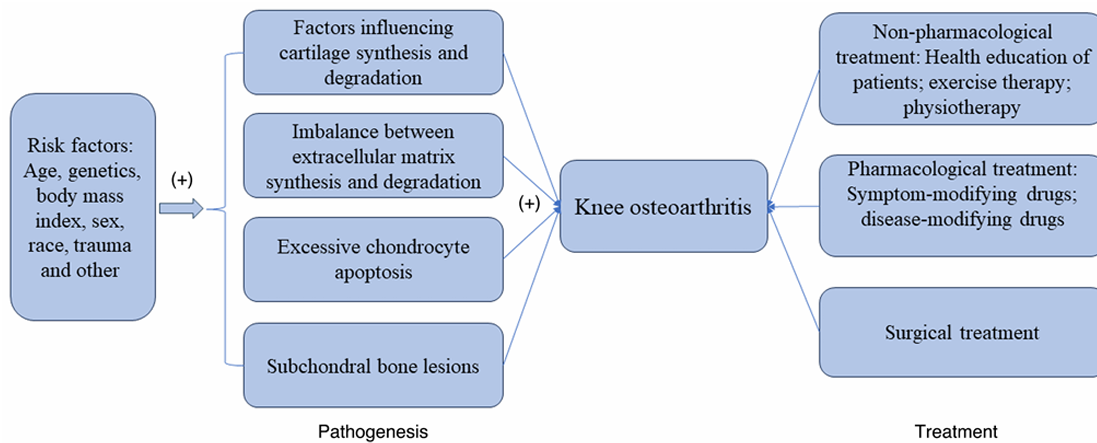 Risk factors:
Age, genetics,
body mass
index, sex,
race, trauma
and other
(+)
Factors influencing
cartilage synthesis and
degradation
Imbalance between
extracellular matrix
synthesis and degradation
Excessive chondrocyte
apoptosis
Subchondral bone lesions
Pathogenesis
(+)
Knee osteoarthritis
Non-pharmacological
treatment: Health education of
patients; exercise therapy;
physiotherapy
Pharmacological treatment:
Symptom-modifying drugs;
disease-modifying drugs
Surgical treatment
Treatment